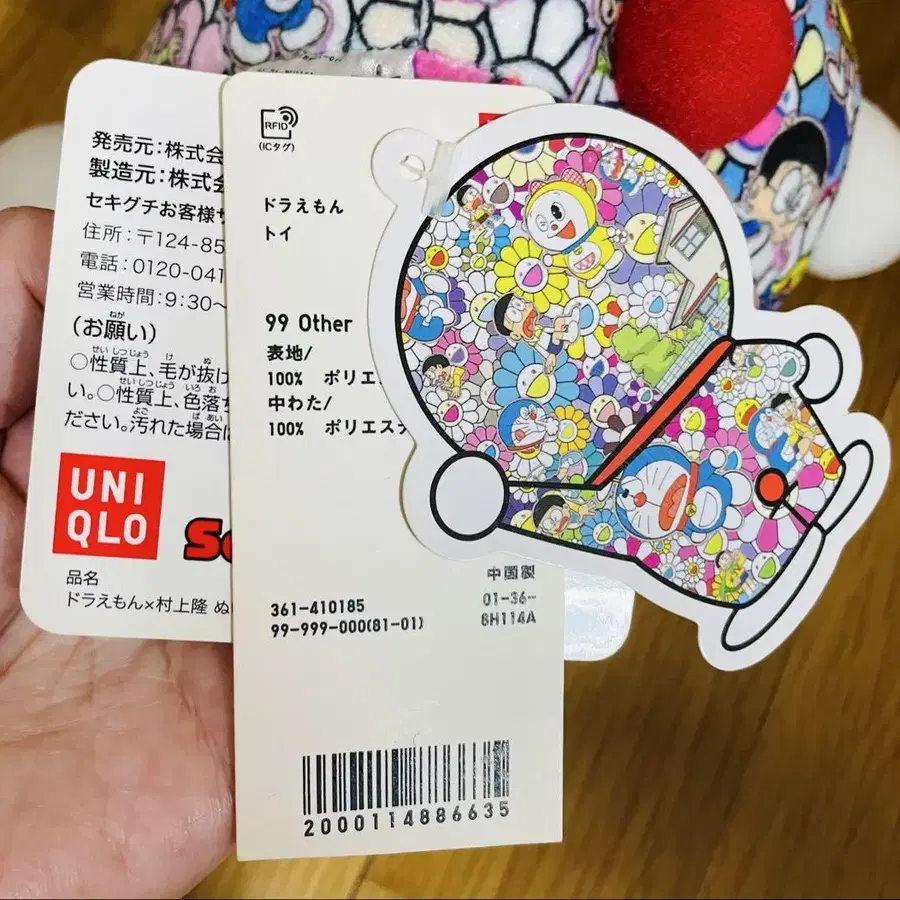 発売元:株式会
製造元:株式会
セキグチお客様サ
住所:〒124-85
電話:0120-041
営業時間:9:30〜
(お願い)
○性質上、毛が抜け
い。○性質上、色落ち
ださい。汚れた場合は
UNI
QLO
品名
ドラえもん×村上隆 ぬ
RFID
(ICタグ)
ドラえもん
トイ
99 Other
表地/
100% ポリエ
中わた/
100% ポリエステ
中国製
361-410185
01-36-
99-999-000(81-01)
8H114A
2000114886635